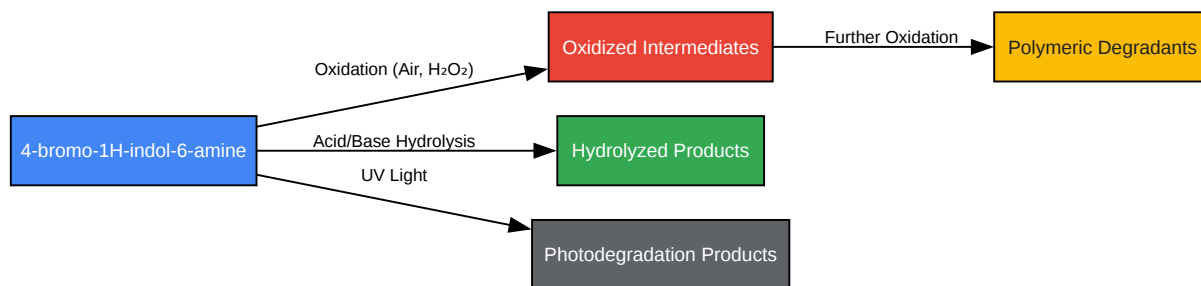 Oxidized Intermediates
Further Oxidation
Polymeric Degradants
Oxidation (Air, H₂O₂)
4-bromo-1H-indol-6-amine
Acid/Base Hydrolysis
Hydrolyzed Products
UV Light
Photodegradation Products